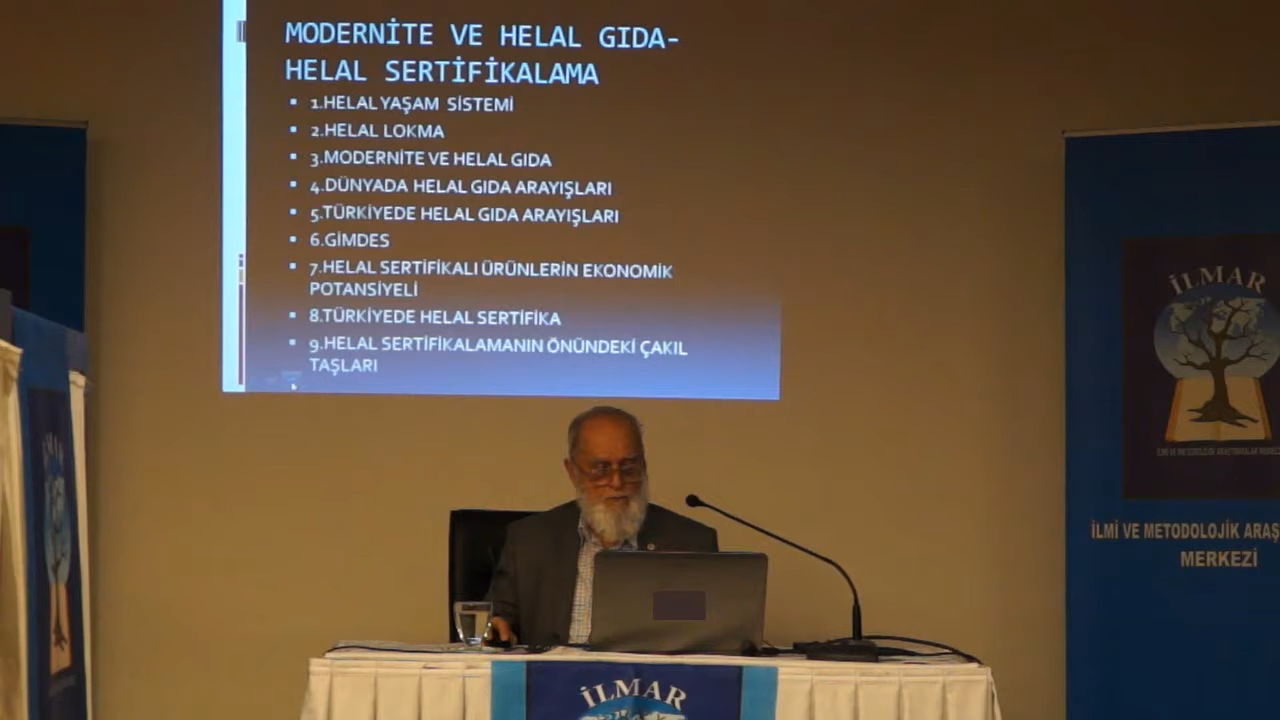 MODERNİTE VE HELAL GIDA-
HELAL SERTİFİKALAMA
1.HELAL YAŞAM SİSTEMİ
2.HELAL LOKMA
3.MODERNİTE VE HELAL GIDA
4.DÜNYADA HELAL GIDA ARAYIŞLARI
5.TÜRKİYEDE HELAL GIDA ARAYIŞLARI
6.GİMDES
7.HELAL SERTİFİKALI ÜRÜNLERİN EKONOMİK
POTANSİYELİ
8.TÜRKİYEDE HELAL SERTİFİKA
9.HELAL SERTİFİKALAMANIN ÖNÜNDEKİ ÇAKIL
TAŞLARI
İLMAR
İLMİ VE METODOLOJİK ARAŞ
MERKEZİ
İLMAR
İLMAR